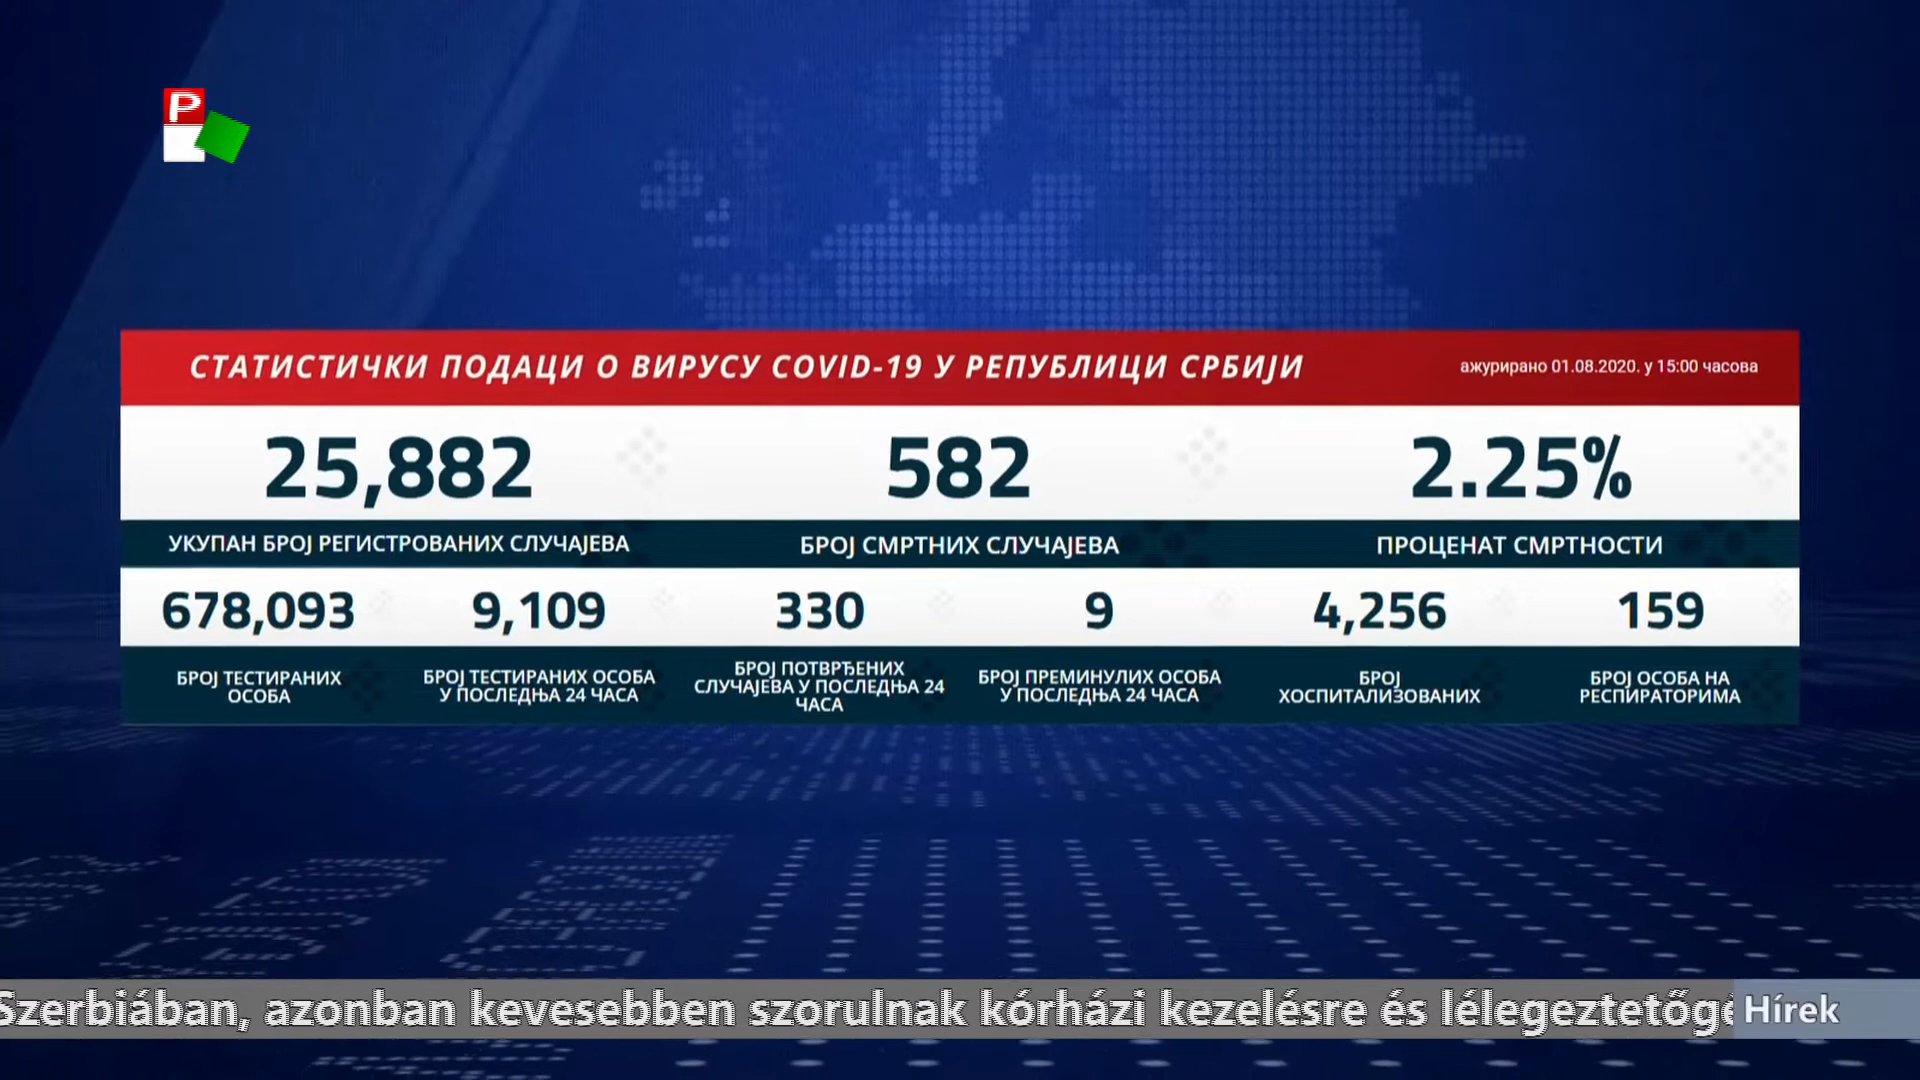 P
СТАТИСТИЧКИ ПОДАЦИ О ВИРУСУ COVID-19 У РЕПУБЛИЦИ СРБИЈИ
ажурирано 01.08.2020. у 15:00 часова
25,882
582
2.25%
УКУПАН БРОЈ РЕГИСТРОВАНИХ СЛУЧАЈЕВА
БРОЈ СМРТНИХ СЛУЧАЈЕВА
ПРОЦЕНАТ СМРТНОСТИ
678,093
9,109
330
9
4,256
159
БРОЈ ТЕСТИРАНИХ
ОСОБА
БРОЈ ТЕСТИРАНИХ ОСОБА
У ПОСЛЕДЊА 24 ЧАСА
БРОЈ ПОТВРЂЕНИХ
СЛУЧАЈЕВА У ПОСЛЕДЊА 24
ЧАСА
БРОЈ ПРЕМИНУЛИХ ОСОБА
У ПОСЛЕДЊА 24 ЧАСА
БРОЈ
ХОСПИТАЛИЗОВАНИХ
БРОЈ ОСОБА НА
РЕСПИРАТОРИМА
Szerbiában, azonban kevesebben szorulnak kórházi kezelésre és lélegeztetőgé
Hírek